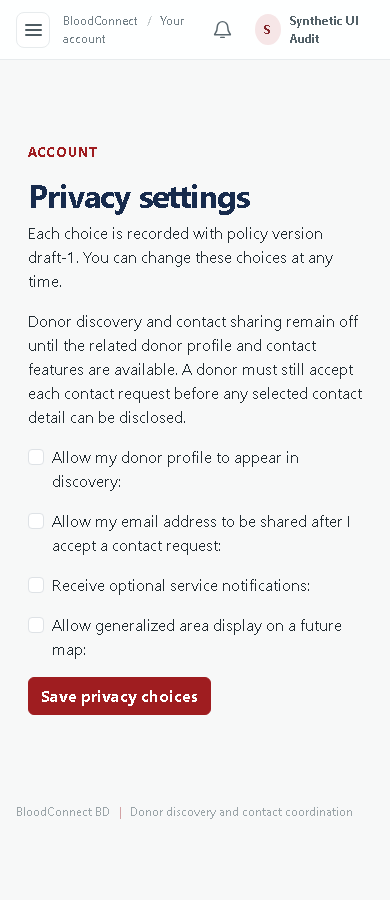 BloodConnect / Your
account
S
Synthetic UI
Audit
ACCOUNT
Privacy settings
Each choice is recorded with policy version
draft-1. You can change these choices at any
time.
Donor discovery and contact sharing remain off
until the related donor profile and contact
features are available. A donor must still accept
each contact request before any selected contact
detail can be disclosed.
Allow my donor profile to appear in
discovery:
Allow my email address to be shared after I
accept a contact request:
Receive optional service notifications:
Allow generalized area display on a future
map:
Save privacy choices
BloodConnect BD | Donor discovery and contact coordination